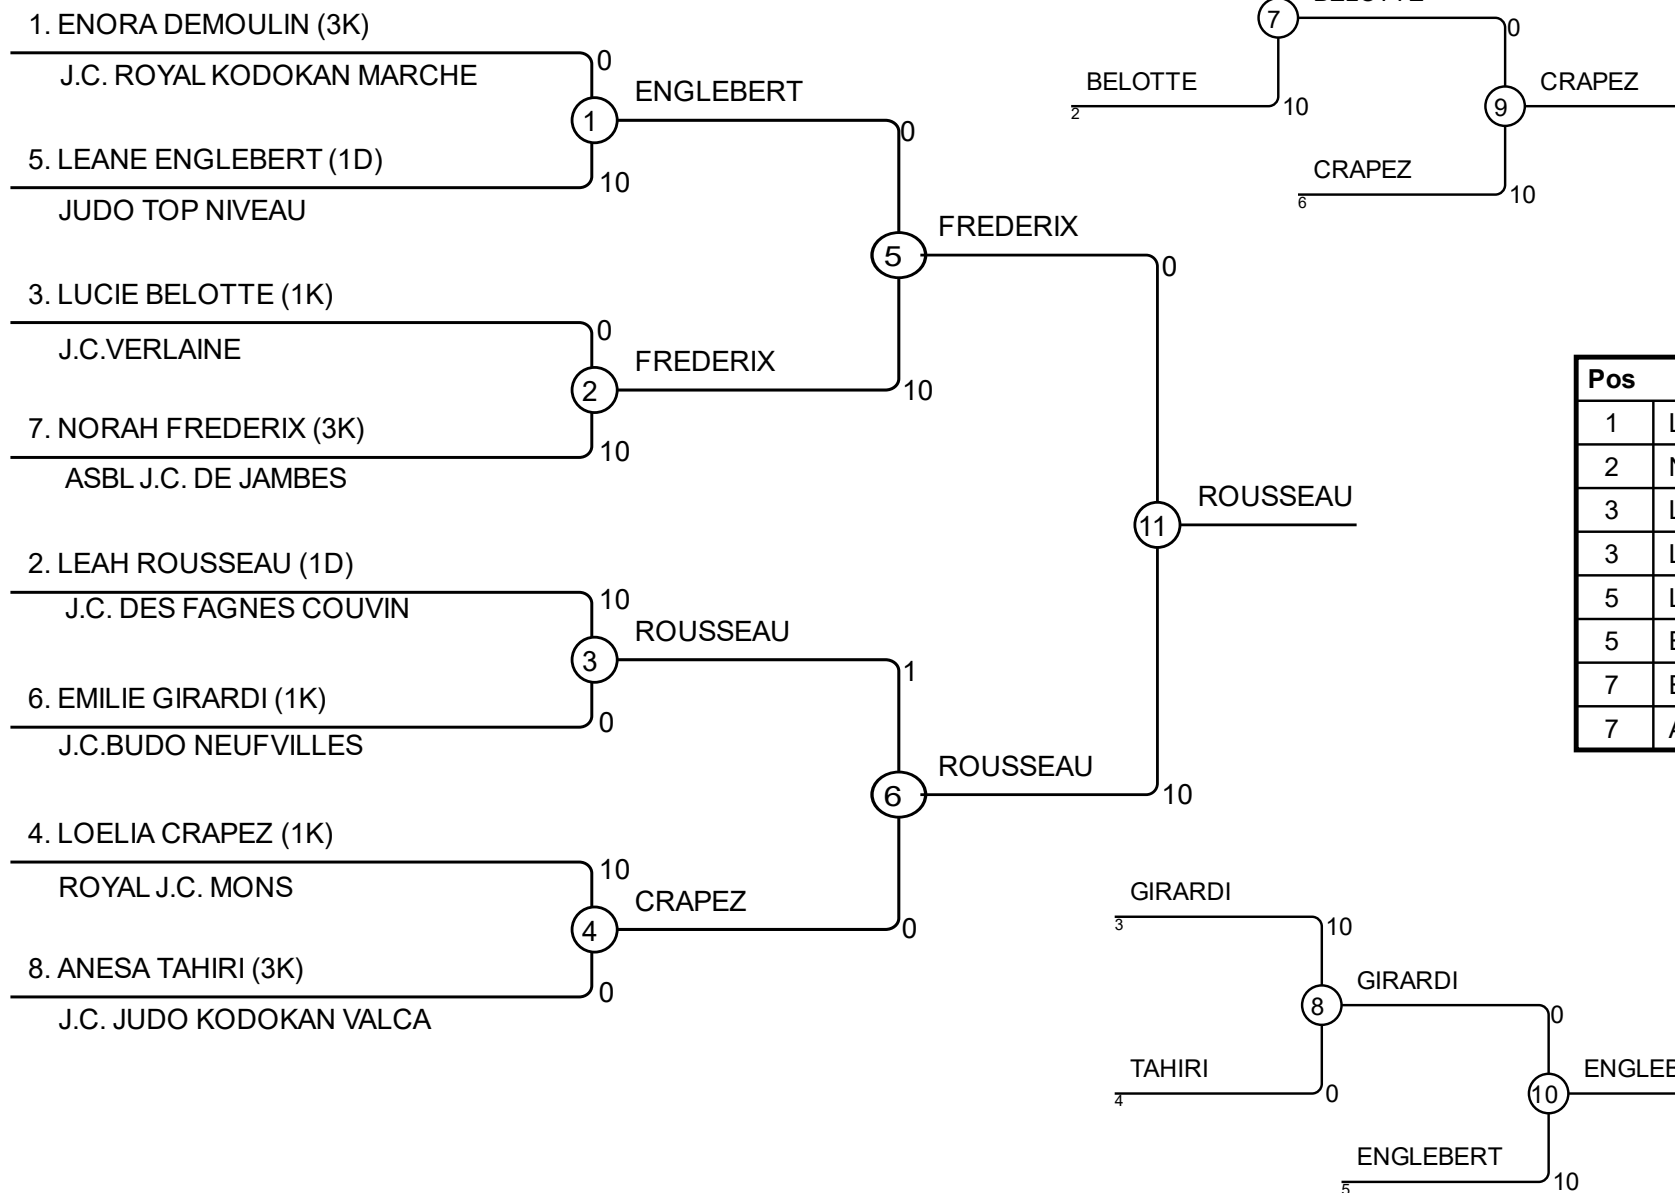 1. ENORA DEMOULIN (3K)
0
J.C. ROYAL KODOKAN MARCHE
1
ENGLEBERT
5. LEANE ENGLEBERT (1D)
10
JUDO TOP NIVEAU
0
5
FREDERIX
3. LUCIE BELOTTE (1K)
0
J.C.VERLAINE
2
FREDERIX
7. NORAH FREDERIX (3K)
10
ASBL J.C. DE JAMBES
10
0
11
ROUSSEAU
2. LEAH ROUSSEAU (1D)
10
J.C. DES FAGNES COUVIN
3
ROUSSEAU
6. EMILIE GIRARDI (1K)
0
J.C.BUDO NEUFVILLES
1
6
ROUSSEAU
10
4. LOELIA CRAPEZ (1K)
10
ROYAL J.C. MONS
4
CRAPEZ
0
8. ANESA TAHIRI (3K)
0
J.C. JUDO KODOKAN VALCA
7
0
BELOTTE
2
10
9
CRAPEZ
CRAPEZ
6
10
Pos
1 L
2
3 L
3 L
5 L
5
7
7
GIRARDI
3
10
8
GIRARDI
TAHIRI
4
0
0
10
ENGLEBERT
5
10